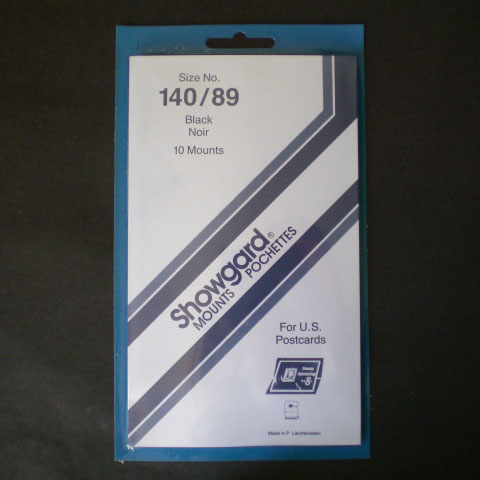 Size No.
140/89
Black
Noir
10 Mounts
Showgard®
MOUNTS POCHETTES
For U.S.
Postcards
Made in P. Liechtenstein